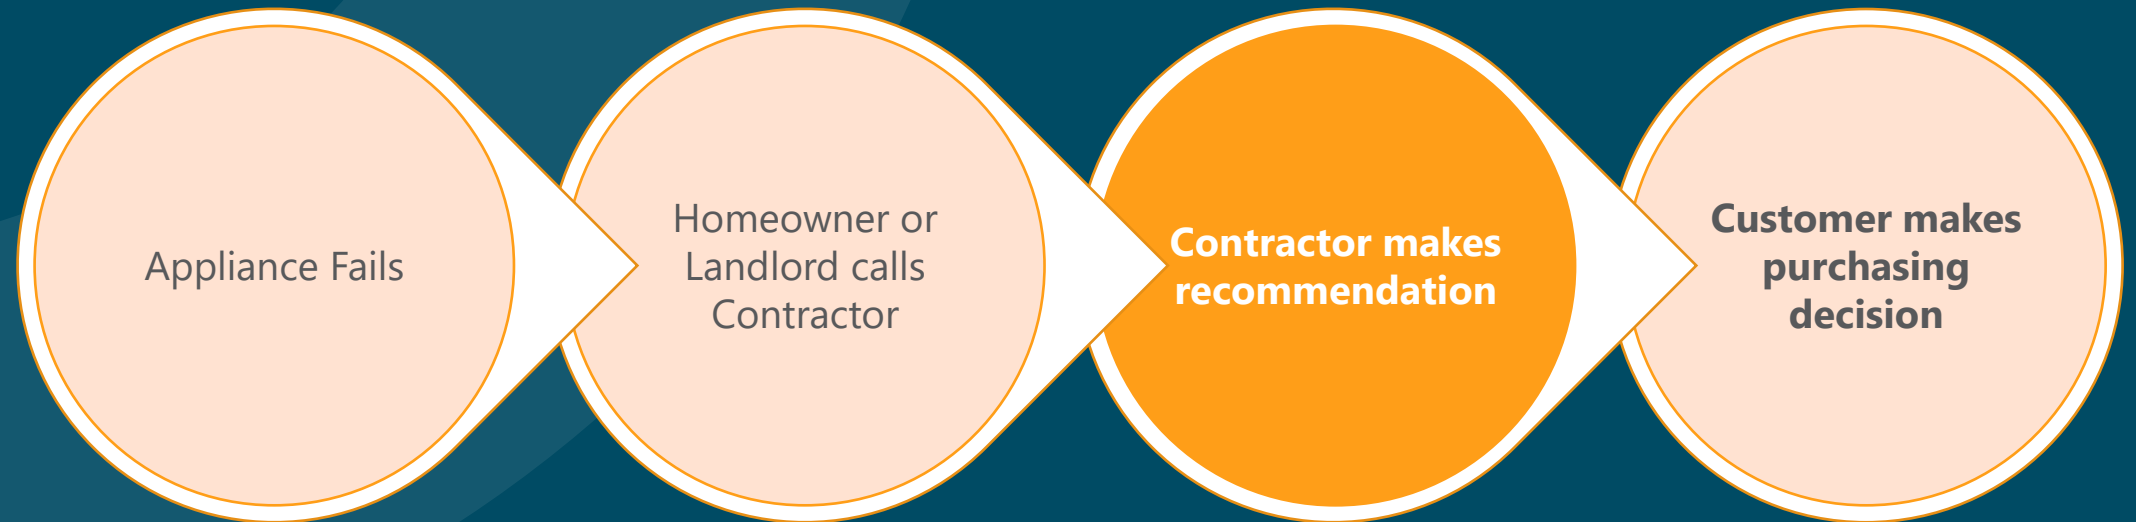 Appliance Fails
Homeowner or
Landlord calls
Contractor
Contractor makes
recommendation
Customer makes
purchasing
decision